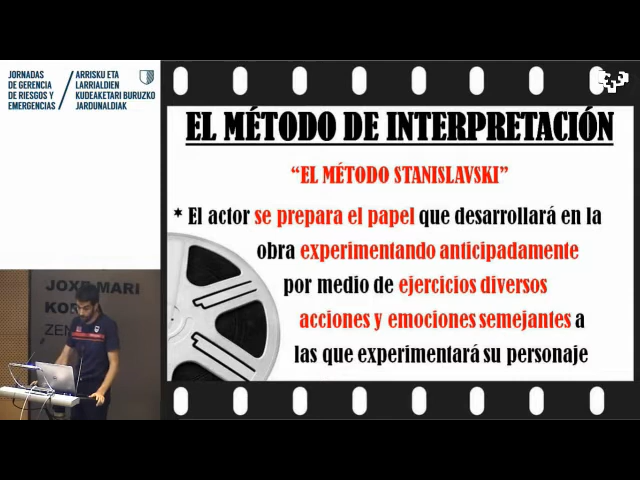 JORNADAS
DE GERENCIA
DE RIESGOS Y
EMERGENCIAS
ARRISKU ETA
LARRIALDIEN
KUDEAKETARI BURUZKO
JARDUNALDIAK
EL MÉTODO DE INTERPRETACIÓN
“EL MÉTODO STANISLAVSKI”
* El actor se prepara el papel que desarrollará en la
obra experimentando anticipadamente
por medio de ejercicios diversos
acciones y emociones semejantes a
las que experimentará su personaje
MARI